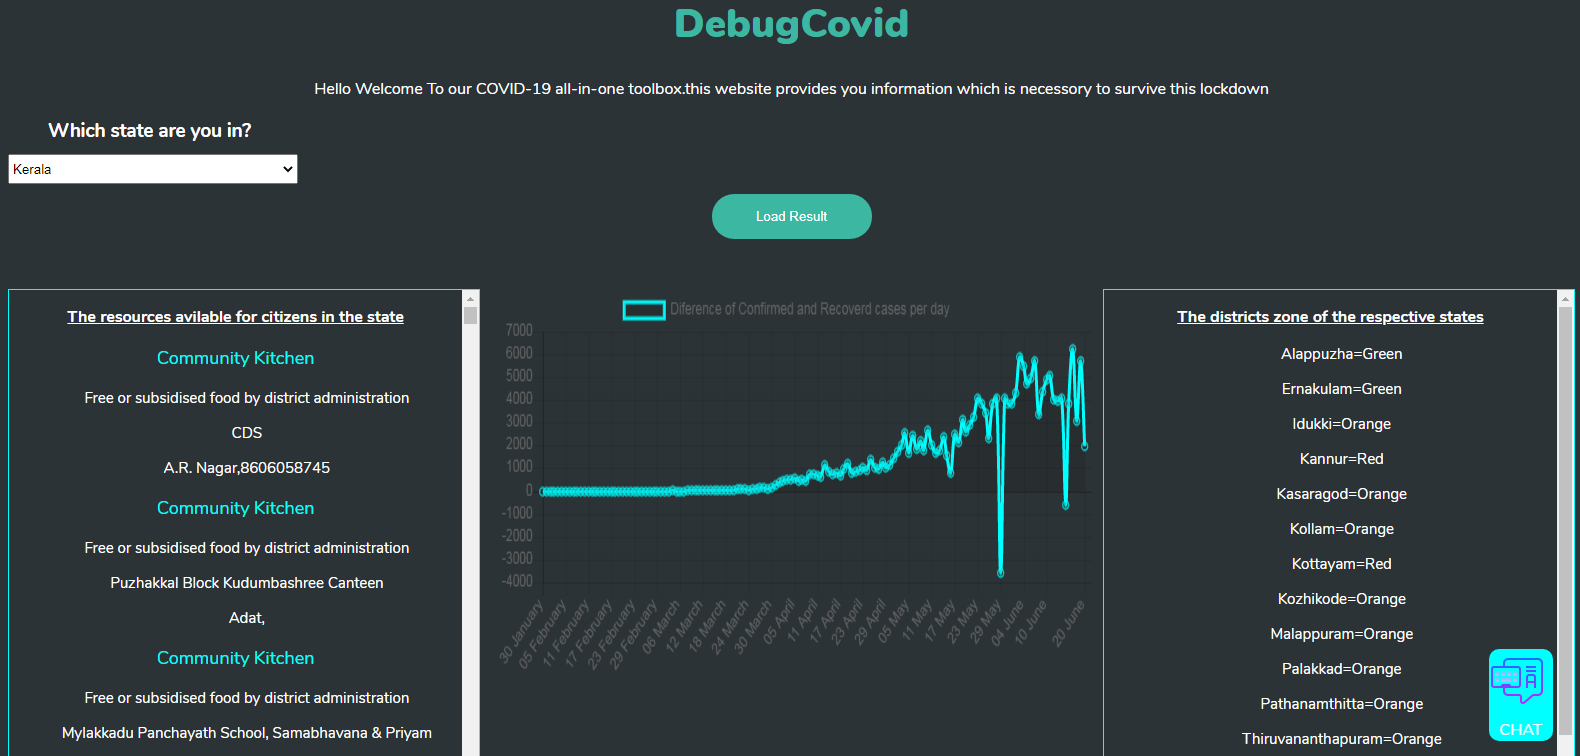 DebugCovid
Hello Welcome To our COVID-19 all-in-one toolbox.this website provides you information which is necessary to survive this lockdown
Which state are you in?
Kerala
Load Result
The resources avilable for citizens in the state
Community Kitchen
Free or subsidised food by district administration
CDS
A.R. Nagar,8606058745
Community Kitchen
Free or subsidised food by district administration
Puzhakkal Block Kudumbashree Canteen
Adat,
Community Kitchen
Free or subsidised food by district administration
Mylakkadu Panchayath School, Samabhavana & Priyam
Diference of Confirmed and Recoverd cases per day
7000
6000
5000
4000
3000
2000
1000
0
-1000
-2000
-3000
-4000
30 January
05 February
11 February
17 February
23 February
29 February
06 March
12 March
18 March
24 March
30 March
05 April
11 April
17 April
23 April
29 April
05 May
11 May
17 May
23 May
29 May
04 June
10 June
20 June
The districts zone of the respective states
Alappuzha=Green
Ernakulam=Green
Idukki=Orange
Kannur=Red
Kasaragod=Orange
Kollam=Orange
Kottayam=Red
Kozhikode=Orange
Malappuram=Orange
Palakkad=Orange
Pathanamthitta=Orange
Thiruvananthapuram=Orange
A
CHAT